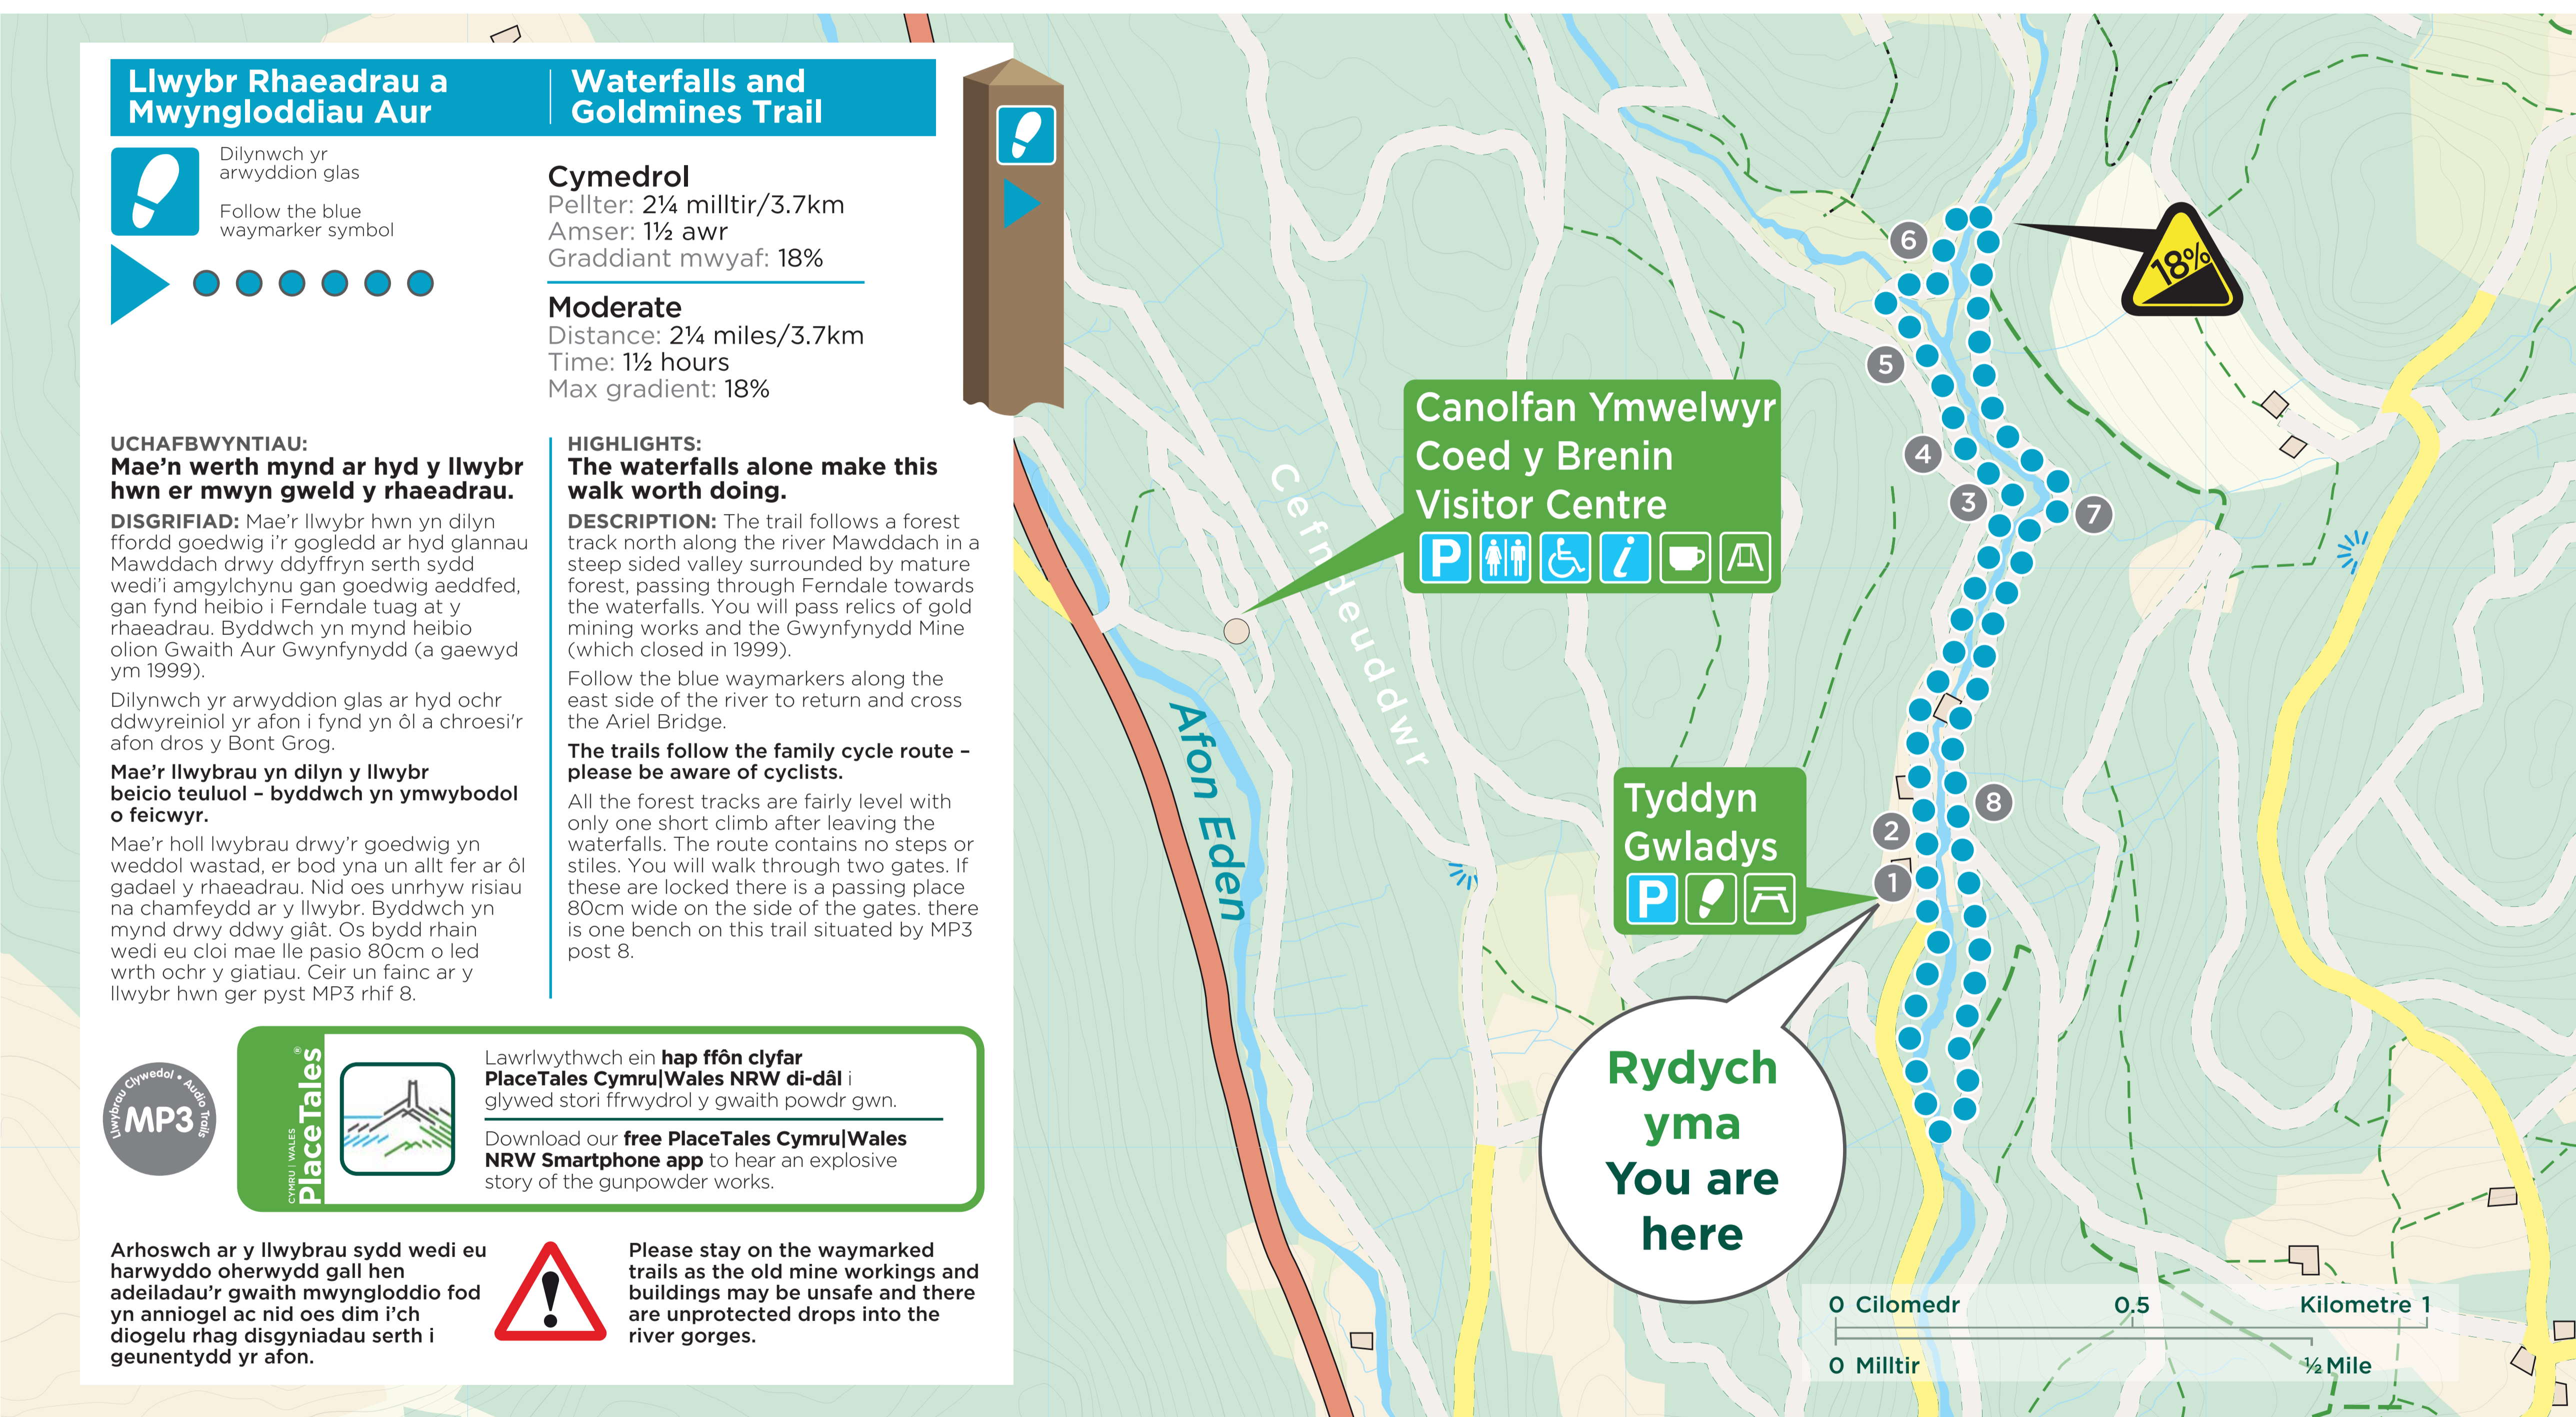 Llwybr Rhaeadrau a
Mwyngloddiau Aur
Waterfalls and
Goldmines Trail
Dilynwch yr
arwyddion glas
Follow the blue
waymarker symbol
Cymedrol
Pellter: 2¼ milltir/3.7km
Amser: 1½ awr
Graddiant mwyaf: 18%
Moderate
Distance: 2¼ miles/3.7km
Time: 1½ hours
Max gradient: 18%
UCHAFBWYNTIAU:
Mae’n werth mynd ar hyd y llwybr
hwn er mwyn gweld y rhaeadrau.
DISGRIFIAD: Mae’r llwybr hwn yn dilyn
ffordd goedwig i’r gogledd ar hyd glannau
Mawddach drwy ddyffryn serth sydd
wedi’i amgylchynu gan goedwig aeddfed,
gan fynd heibio i Ferndale tuag at y
rhaeadrau. Byddwch yn mynd heibio
olion Gwaith Aur Gwynfynydd (a gaewyd
ym 1999).
Dilynwch yr arwyddion glas ar hyd ochr
ddwyreiniol yr afon i fynd yn ôl a chroesi'r
afon dros y Bont Grog.
Mae’r llwybrau yn dilyn y llwybr
beicio teuluol – byddwch yn ymwybodol
o feicwyr.
Mae’r holl lwybrau drwy’r goedwig yn
weddol wastad, er bod yna un allt fer ar ôl
gadael y rhaeadrau. Nid oes unrhyw risiau
na chamfeydd ar y llwybr. Byddwch yn
mynd drwy ddwy giât. Os bydd rhain
wedi eu cloi mae lle pasio 80cm o led
wrth ochr y giatiau. Ceir un fainc ar y
llwybr hwn ger pyst MP3 rhif 8.
HIGHLIGHTS:
The waterfalls alone make this
walk worth doing.
DESCRIPTION: The trail follows a forest
track north along the river Mawddach in a
steep sided valley surrounded by mature
forest, passing through Ferndale towards
the waterfalls. You will pass relics of gold
mining works and the Gwynfynydd Mine
(which closed in 1999).
Follow the blue waymarkers along the
east side of the river to return and cross
the Ariel Bridge.
The trails follow the family cycle route –
please be aware of cyclists.
All the forest tracks are fairly level with
only one short climb after leaving the
waterfalls. The route contains no steps or
stiles. You will walk through two gates. If
these are locked there is a passing place
80cm wide on the side of the gates. there
is one bench on this trail situated by MP3
post 8.
Llwybrau Clywedol • Audio Trails
MP3
CYMRU | WALES
PlaceTales®
Lawrlwythwch ein hap ffôn clyfar
PlaceTales Cymru|Wales NRW di-dâl i
glywed stori ffrwydrol y gwaith powdr gwn.
Download our free PlaceTales Cymru|Wales
NRW Smartphone app to hear an explosive
story of the gunpowder works.
Arhoswch ar y llwybrau sydd wedi eu
harwyddo oherwydd gall hen
adeiladau’r gwaith mwyngloddio fod
yn anniogel ac nid oes dim i’ch
diogelu rhag disgyniadau serth i
geunentydd yr afon.
!
Please stay on the waymarked
trails as the old mine workings and
buildings may be unsafe and there
are unprotected drops into the
river gorges.
Canolfan Ymwelwyr
Coed y Brenin
Visitor Centre
P
i
Cefndeuddwr
Afon Eden
Tyddyn
Gwladys
P
Rydych
yma
You are
here
18%
6
5
4
3
7
8
2
1
0 Cilomedr 0.5 Kilometre 1
0 Milltir ½ Mile